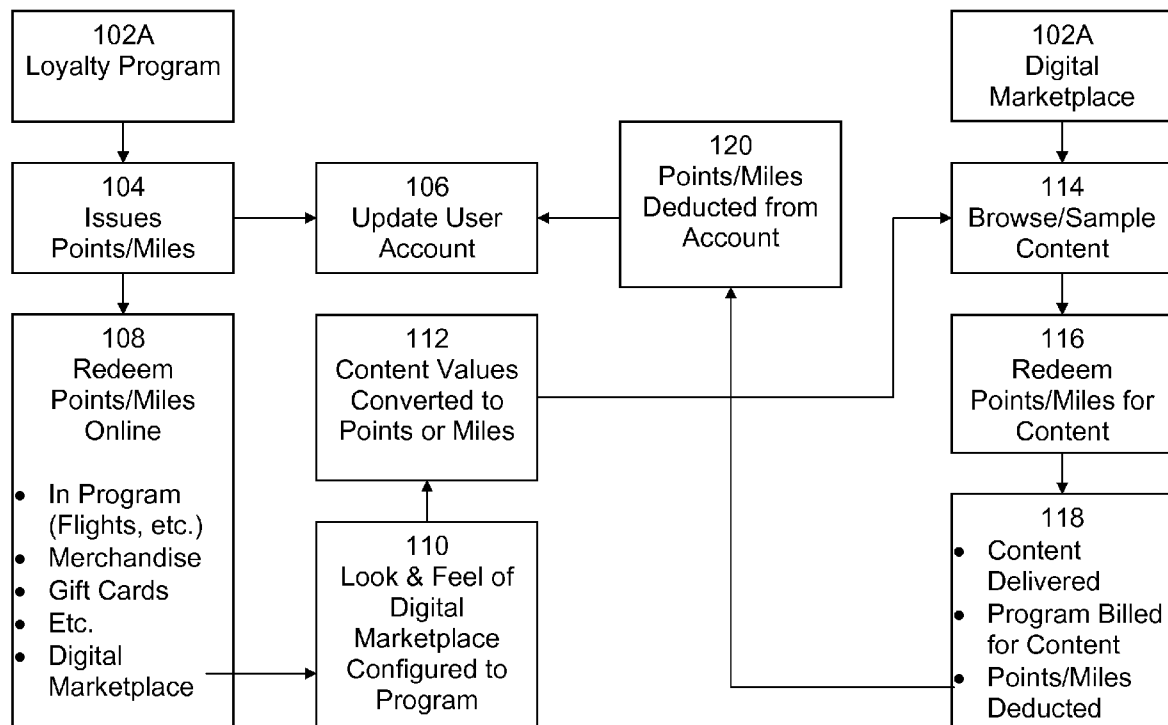 102A
Loyalty Program
102A
Digital
Marketplace
104
Issues
Points/Miles
106
Update User
Account
120
Points/Miles
Deducted from
Account
114
Browse/Sample
Content
108
Redeem
Points/Miles
Online
• In Program
(Flights, etc.)
• Merchandise
• Gift Cards
• Etc.
• Digital
Marketplace
112
Content Values
Converted to
Points or Miles
110
Look & Feel of
Digital
Marketplace
Configured to
Program
116
Redeem
Points/Miles for
Content
118
• Content
Delivered
• Program Billed
for Content
• Points/Miles
Deducted